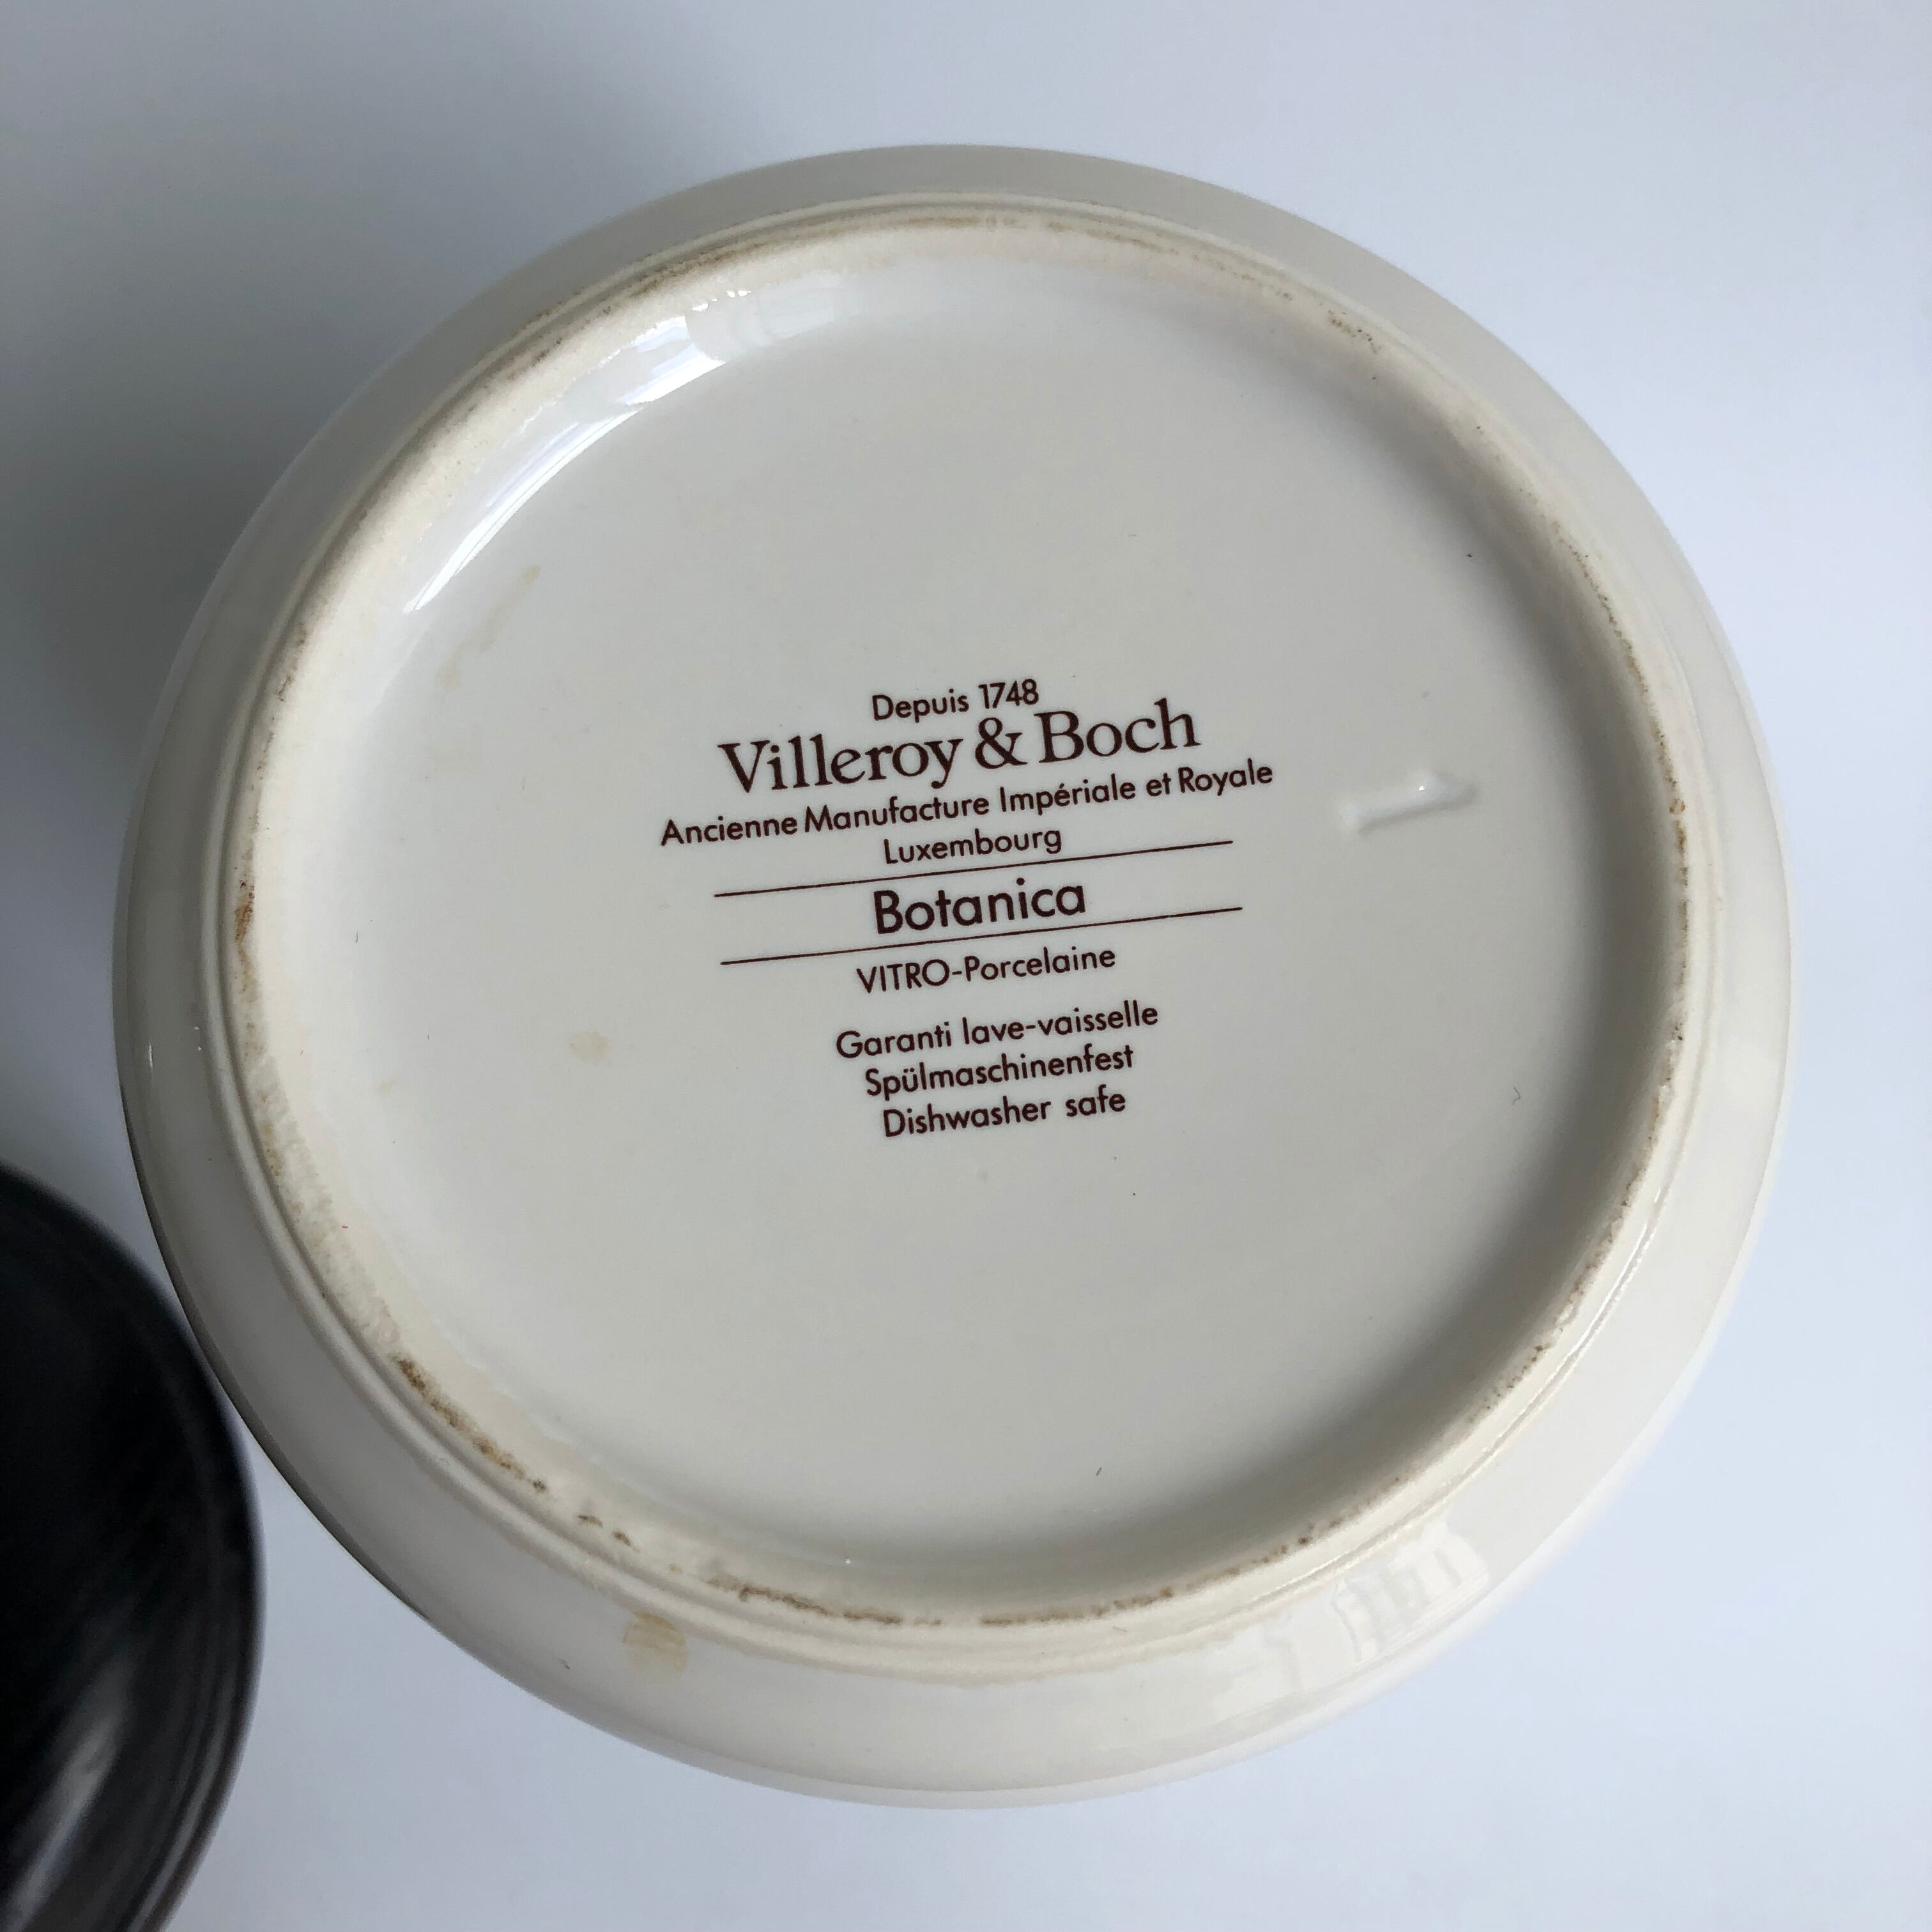 Depuis 1748
Villeroy & Boch
Ancienne Manufacture Impériale et Royale
Luxembourg
Botanica
VITRO-Porcelaine
Garanti lave-vaisselle
Spülmaschinenfest
Dishwasher safe